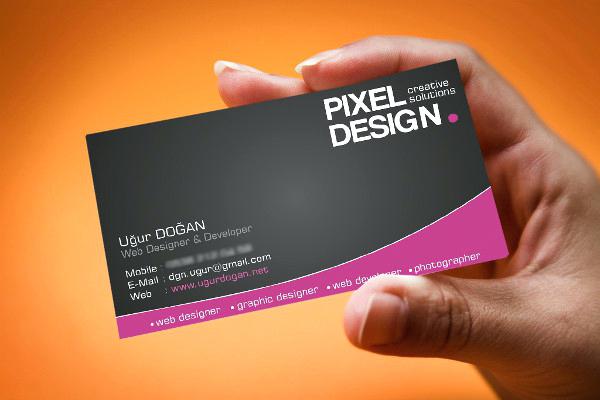 PIXEL creative
DESIGN. solutions
Uğur DOĞAN
Web Designer & Developer
Mobile :
E-Mail : dgn.ugur@gmail.com
Web : www.ugurdogan.net
•web designer •graphic designer •web developer •photographer